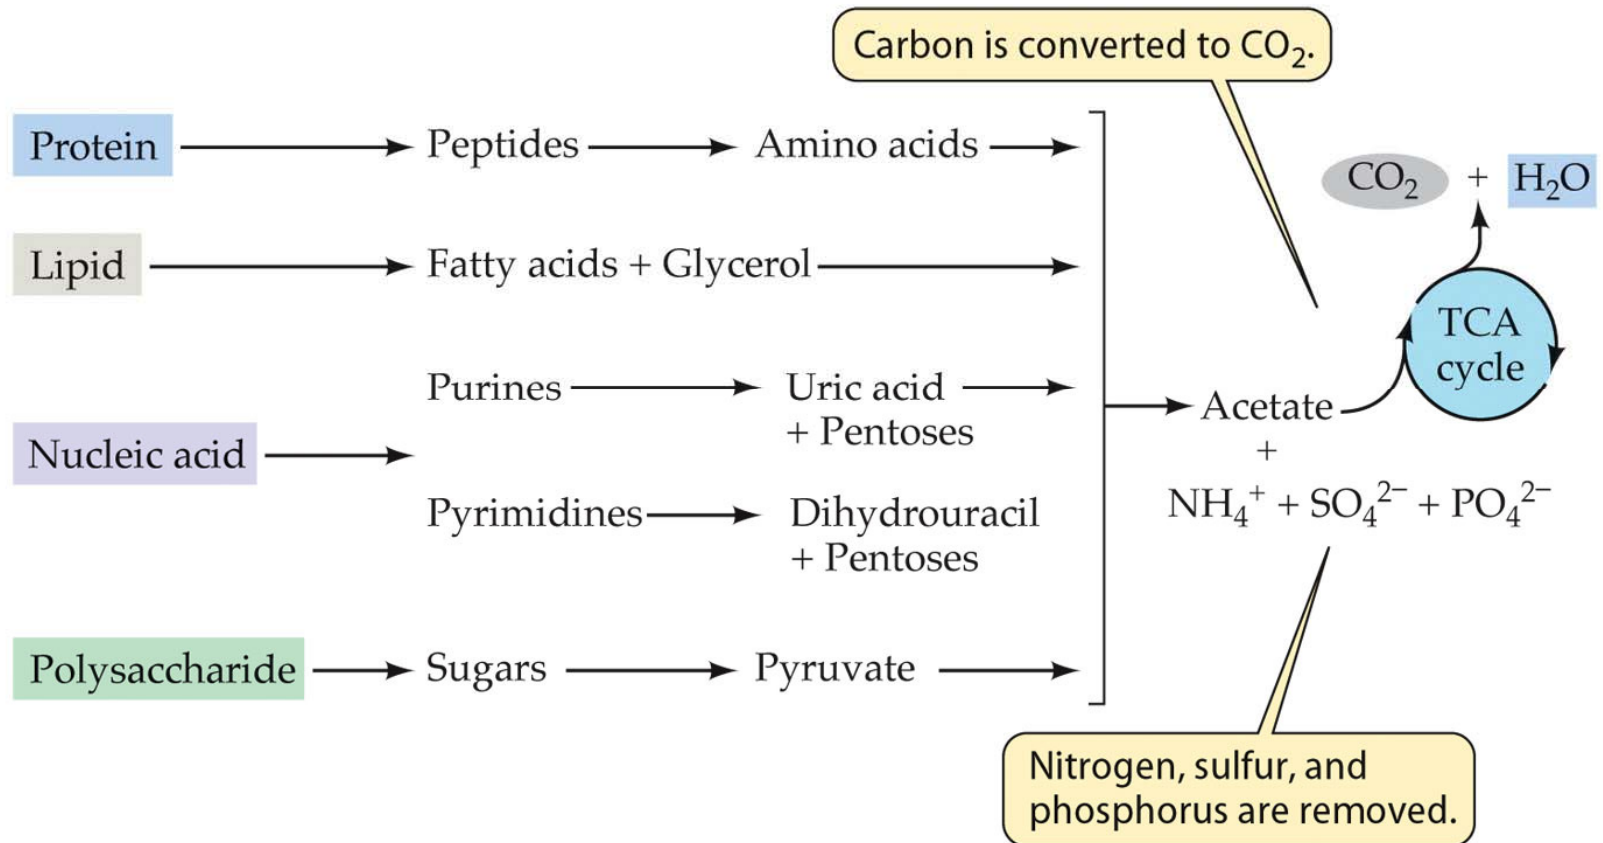 Carbon is converted to CO₂.
Protein → Peptides → Amino acids →
CO₂ + H₂O
Lipid → Fatty acids + Glycerol →
TCA
cycle
Purines → Uric acid →
+ Pentoses
→ Acetate
+
Nucleic acid →
NH₄⁺ + SO₄²⁻ + PO₄²⁻
Pyrimidines → Dihydrouracil
+ Pentoses
Polysaccharide → Sugars → Pyruvate →
Nitrogen, sulfur, and
phosphorus are removed.